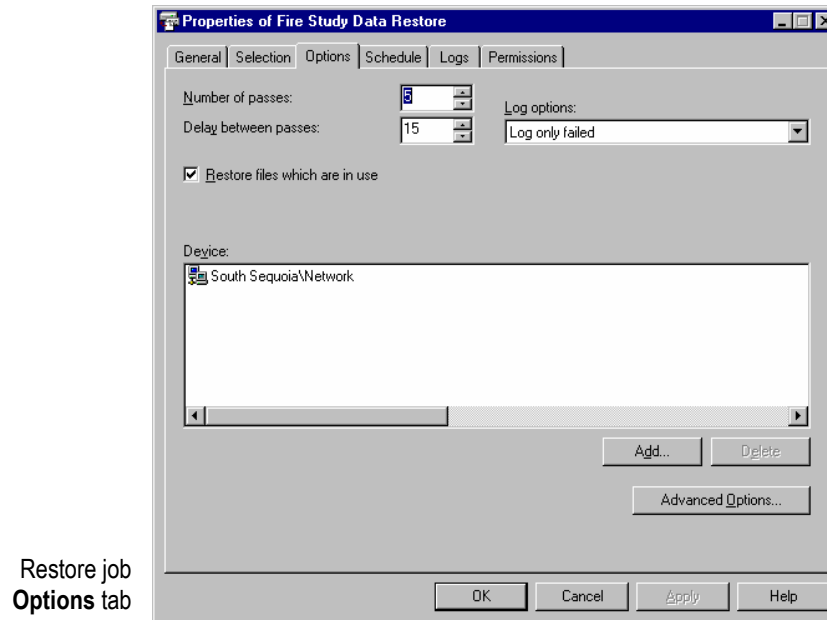 Properties of Fire Study Data Restore
General Selection Options Schedule Logs Permissions
Number of passes: 5
Delay between passes: 15
Log options:
Log only failed
Restore files which are in use
Device:
South Sequoia\Network
Add... Delete
Advanced Options...
OK Cancel Apply Help
Restore job
Options tab